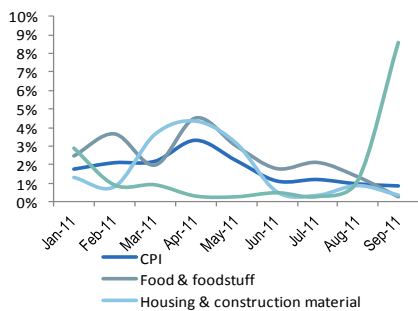 10%
9%
8%
7%
6%
5%
4%
3%
2%
1%
0%
Jan-11
Feb-11
Mar-11
Apr-11
May-11
Jun-11
Jul-11
Aug-11
Sep-11
CPI
Food & foodstuff
Housing & construction material